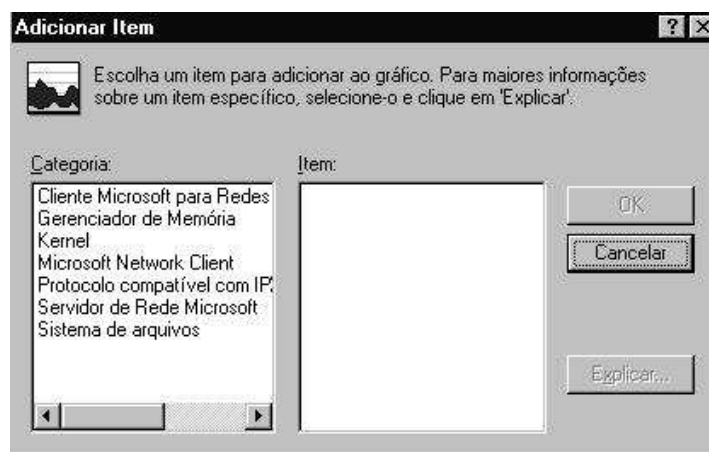 Adicionar Item
Escolha um item para adicionar ao gráfico. Para maiores informações
sobre um item específico, selecione-o e clique em 'Explicar'.
Categoria:
Item:
Cliente Microsoft para Redes
Gerenciador de Memória
Kernel
Microsoft Network Client
Protocolo compatível com IPX
Servidor de Rede Microsoft
Sistema de arquivos
OK
Cancelar
Explicar...